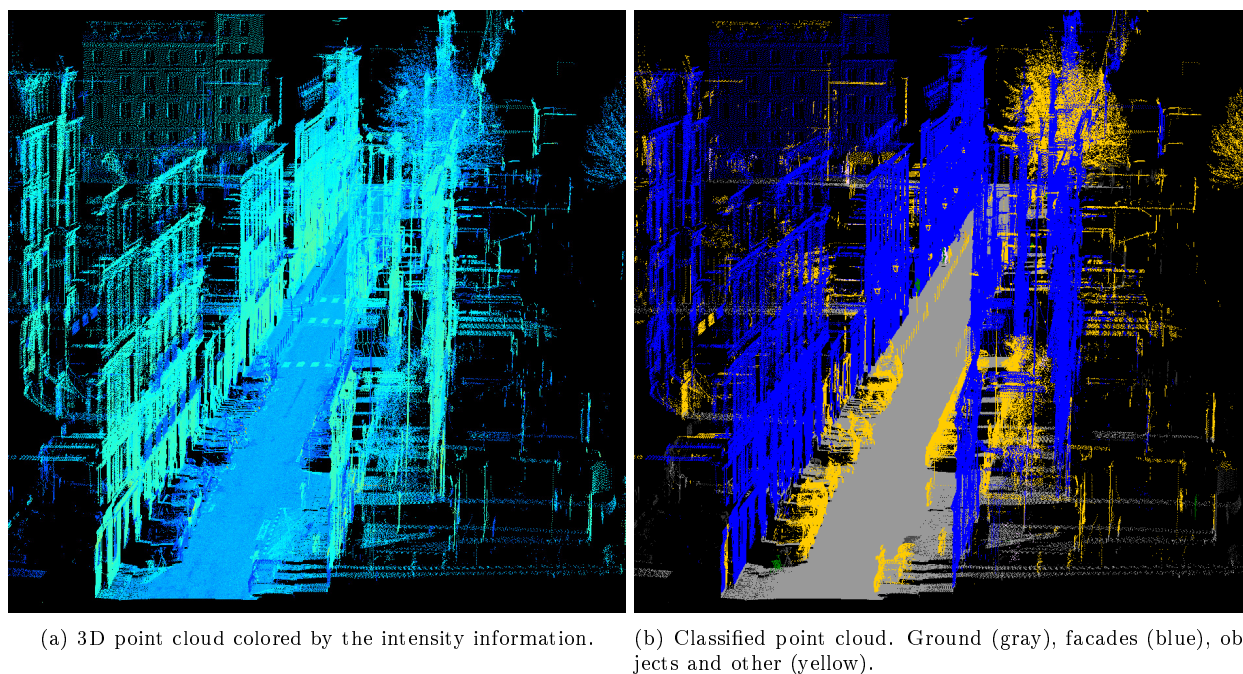 (a) 3D point cloud colored by the intensity information.
(b) Classified point cloud. Ground (gray), facades (blue), ob
jects and other (yellow).